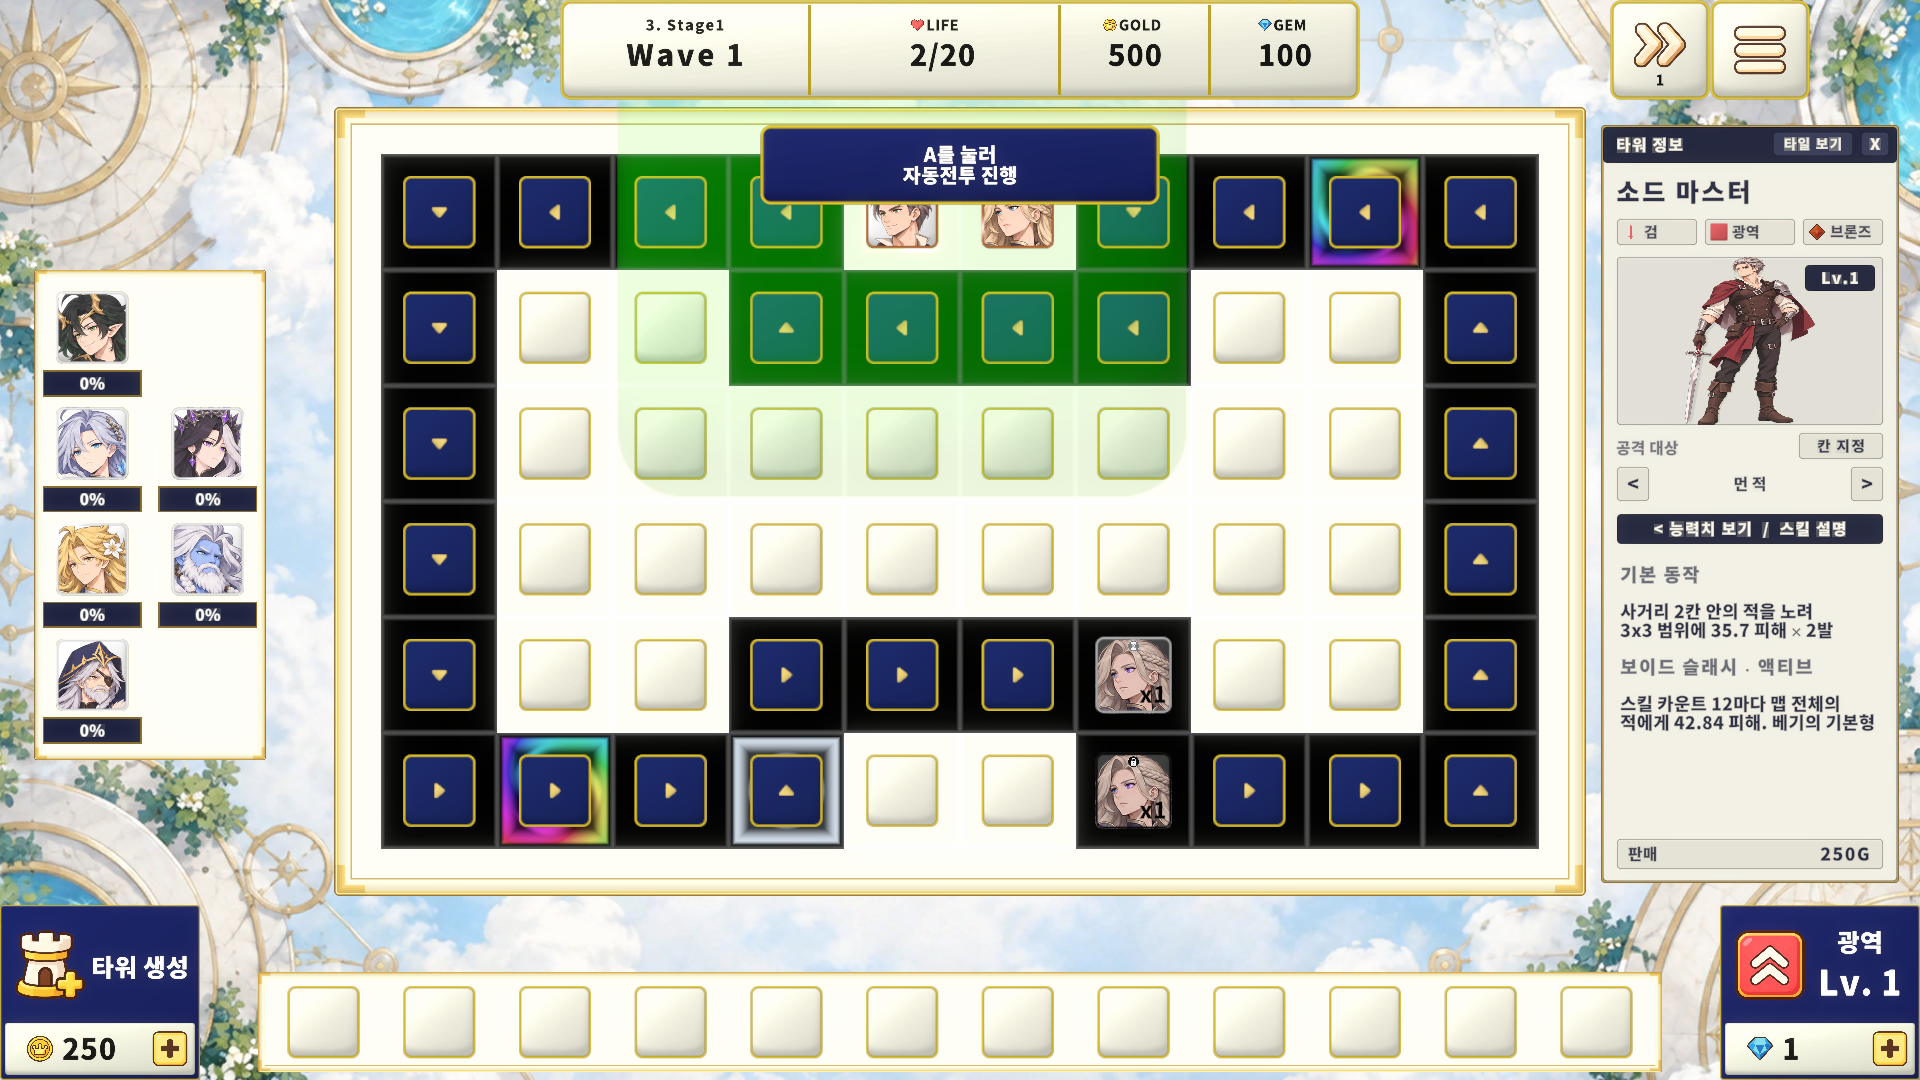 3. Stage1
Wave 1
LIFE
2/20
GOLD
500
GEM
100
1
A를 눌러
자동전투 진행
타워 정보
타일 보기
X
소드 마스터
검
광역
브론즈
Lv.1
공격 대상
칸 지정
<
먼 적
>
< 능력치 보기 / 스킬 설명
기본 동작
사거리 2칸 안의 적을 노려
3x3 범위에 35.7 피해 × 2발
보이드 슬래시 · 액티브
스킬 카운트 12마다 맵 전체의
적에게 42.84 피해. 베기의 기본형
판매
250G
0%
0%
0%
0%
0%
0%
x1
x1
타워 생성
250
광역
Lv. 1
1